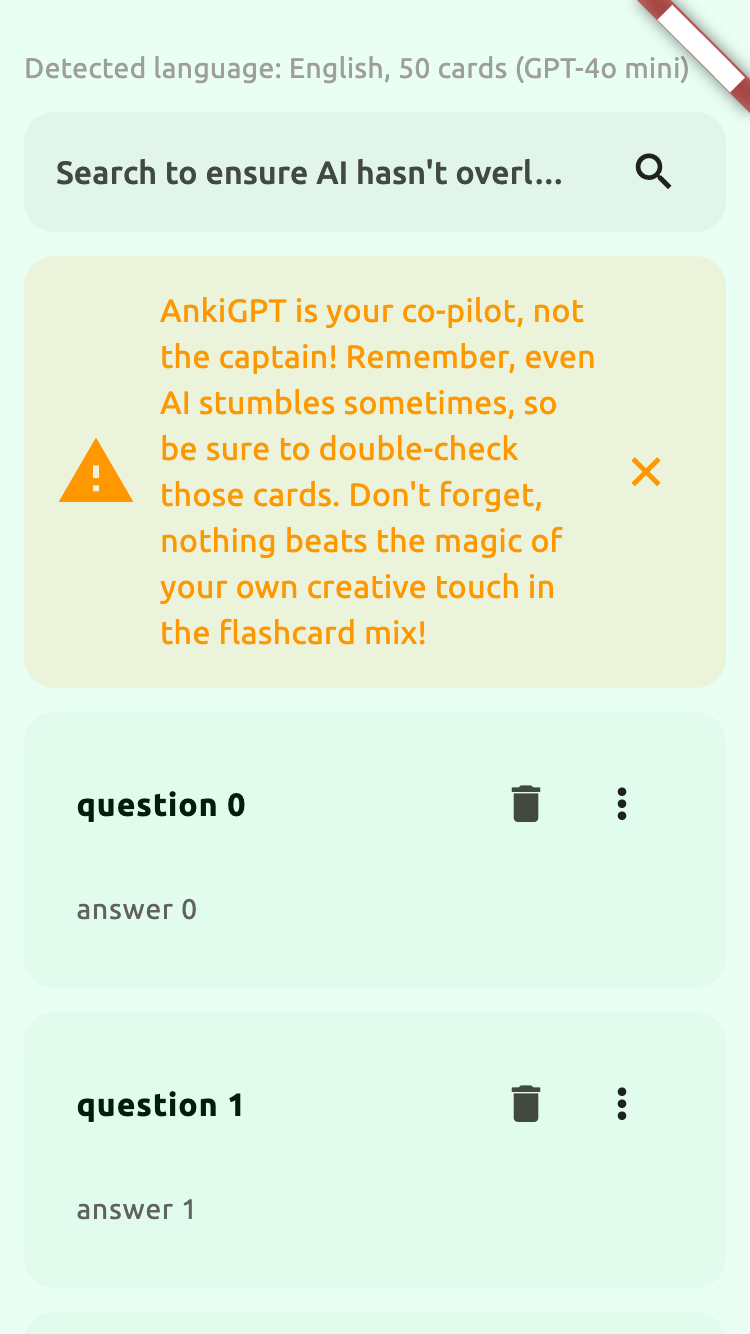 Detected language: English, 50 cards (GPT-4o mini)
Search to ensure AI hasn't overl...
AnkiGPT is your co-pilot, not
the captain! Remember, even
AI stumbles sometimes, so
be sure to double-check
those cards. Don't forget,
nothing beats the magic of
your own creative touch in
the flashcard mix!
question 0
answer 0
question 1
answer 1